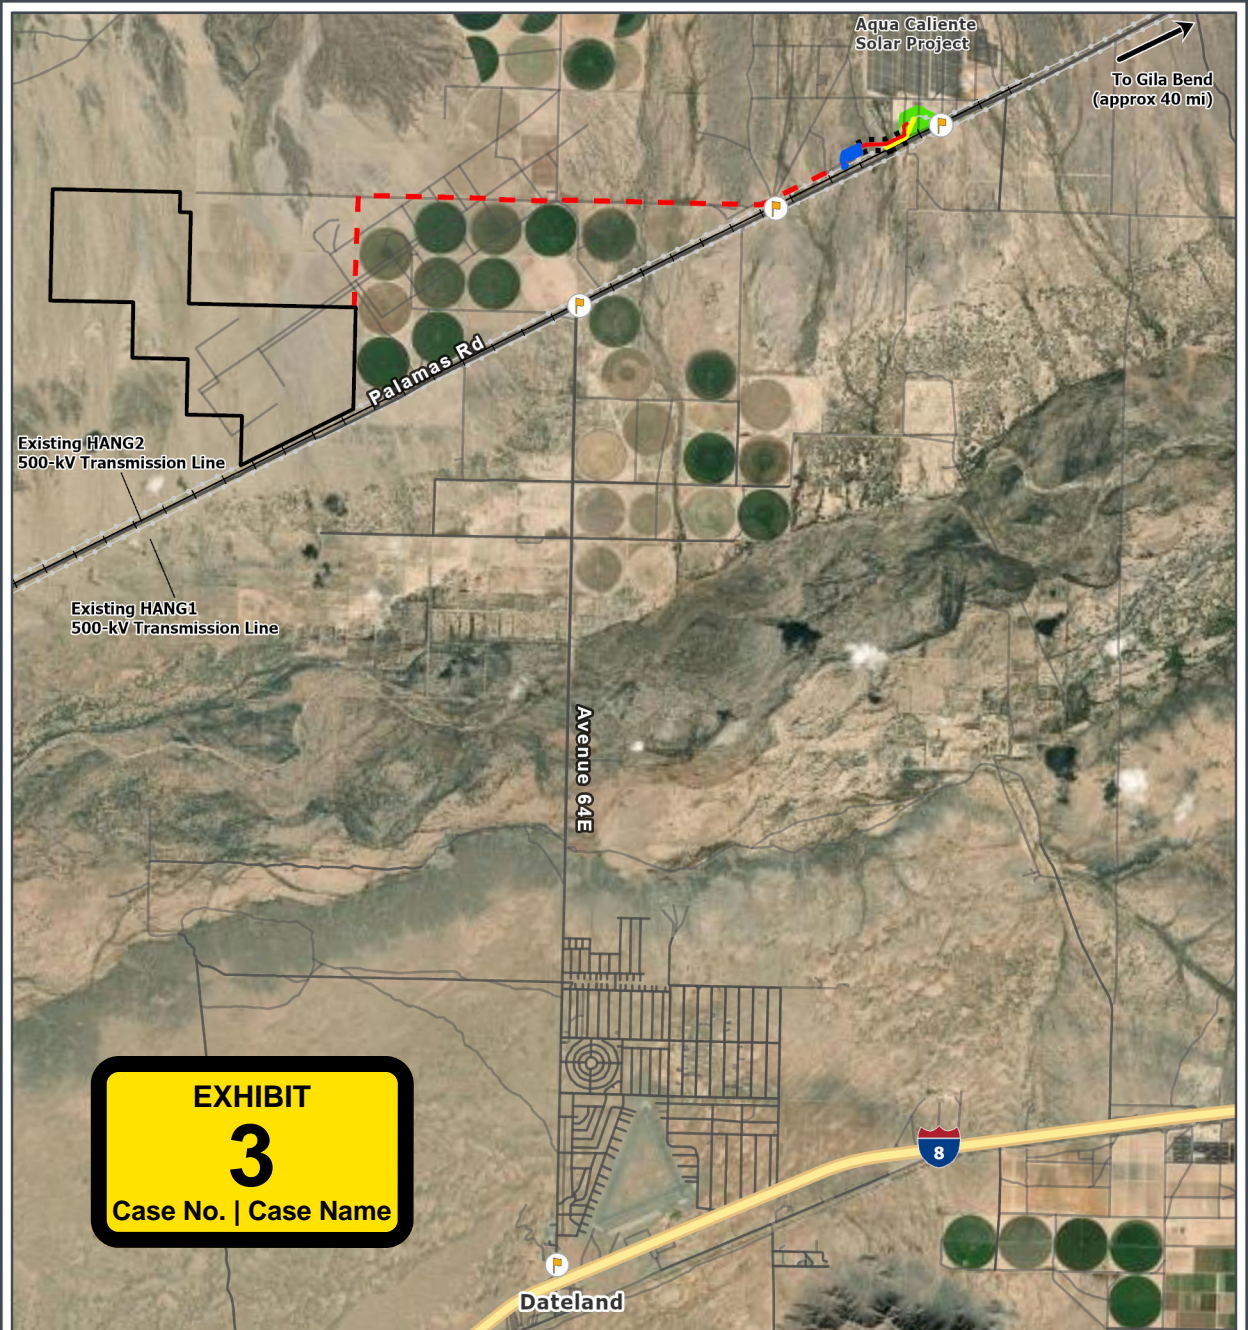 Aqua Caliente
Solar Project
To Gila Bend
(approx 40 mi)
Palamas Rd
Existing HANG2
500-kV Transmission Line
Existing HANG1
500-kV Transmission Line
Avenue 64E
EXHIBIT
3
Case No. | Case Name
8
Dateland